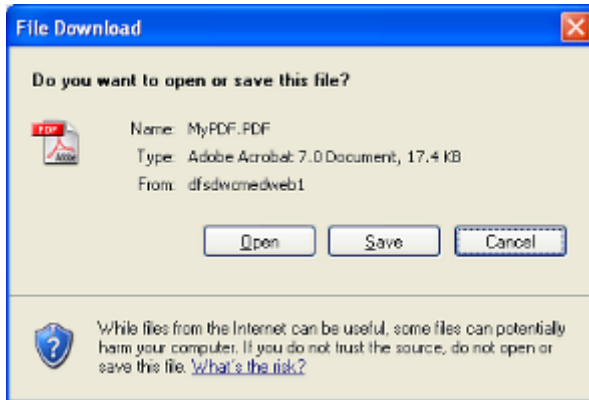 File Download
Do you want to open or save this file?
PDF
Adobe
Name: MyPDF.PDF
Type: Adobe Acrobat 7.0 Document, 17.4 KB
From: dfsdwcmedweb1
Open Save Cancel
While files from the Internet can be useful, some files can potentially
harm your computer. If you do not trust the source, do not open or
save this file. What's the risk?